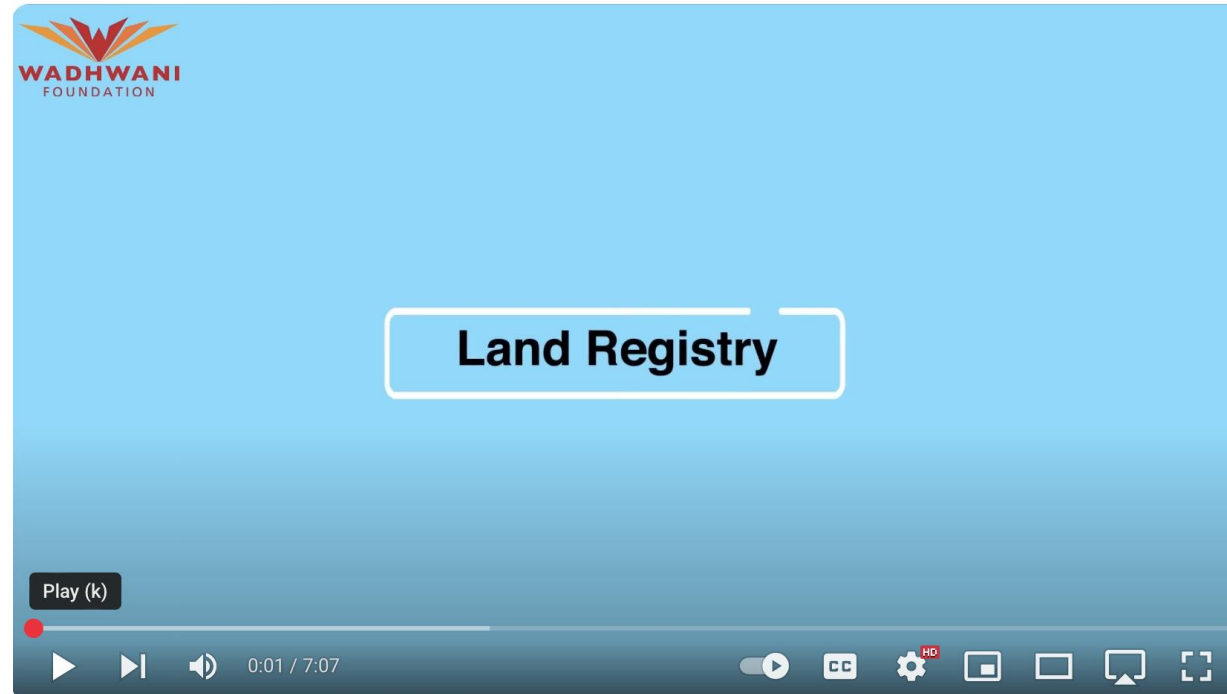 WADHWANI
FOUNDATION
Land Registry
Play (k)
0:01 / 7:07
CC
HD